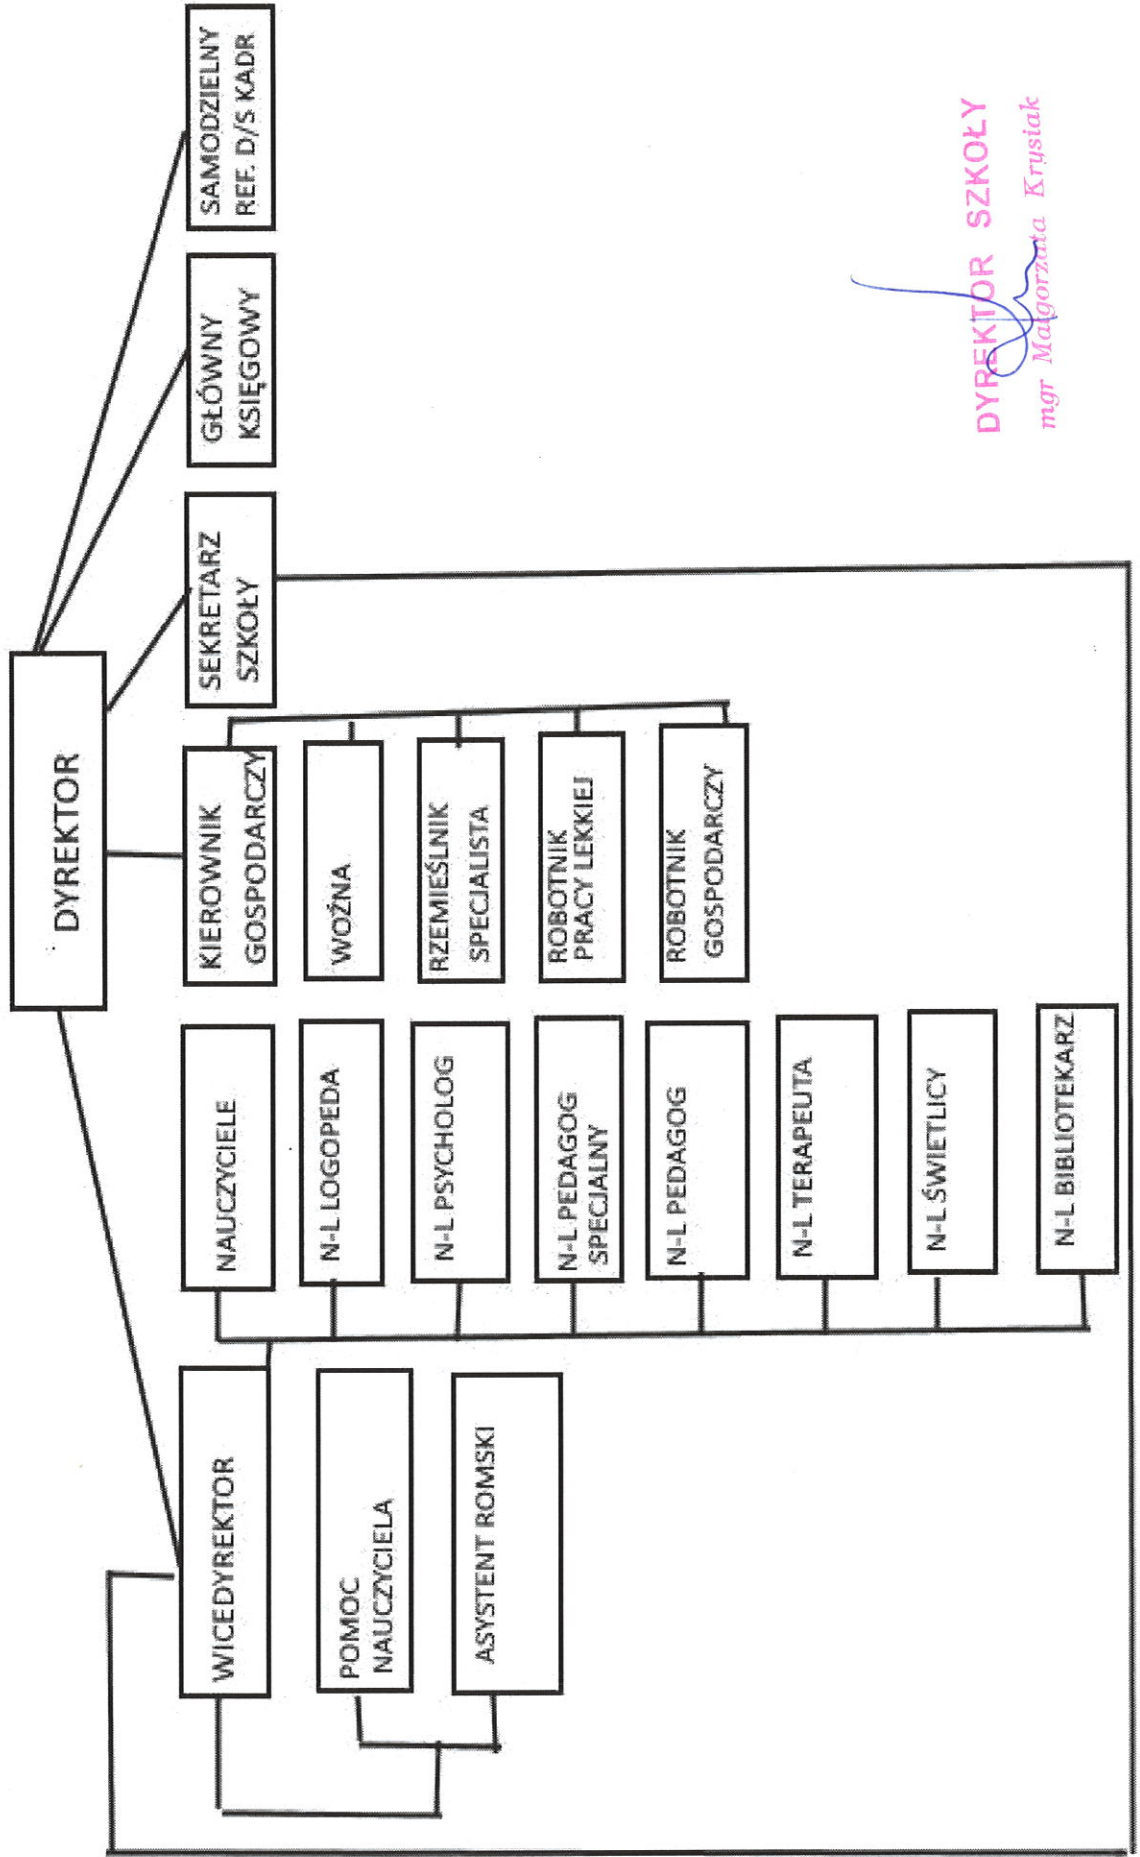 DYREKTOR
WICEDYREKTOR
POMOC
NAUCZYCIELA
ASYSTENT ROMSKI
NAUCZYCIELE
N-L LOGOPEDA
N-L PSYCHOLOG
N-L PEDAGOG
SPECJALNY
N-L PEDAGOG
N-L TERAPEUTA
N-L ŚWIETLICY
N-L BIBLIOTEKARZ
KIEROWNIK
GOSPODARCZY
WOŹNA
RZEMIEŚLNIK
SPECJALISTA
ROBOTNIK
PRACY LEKKIEJ
ROBOTNIK
GOSPODARCZY
SEKRETARZ
SZKOŁY
GŁÓWNY
KSIĘGOWY
SAMODZIELNY
REF. D/S KADR
DYREKTOR SZKOŁY
mgr Małgorzata Krysiak